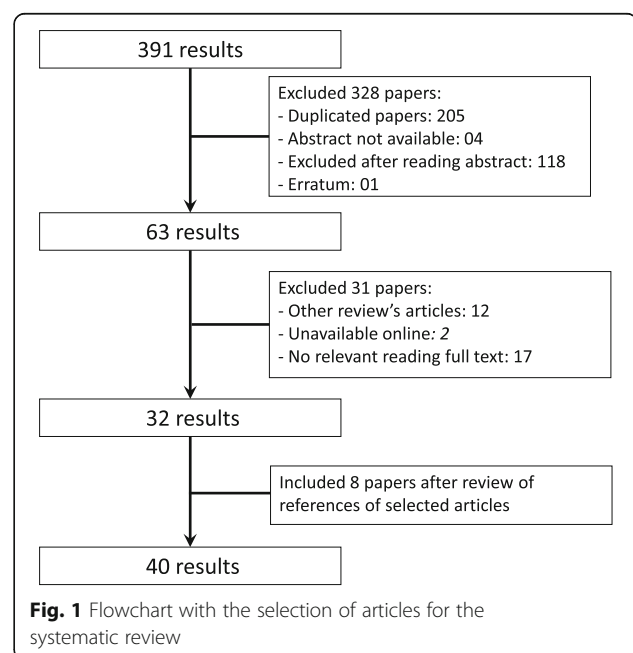 391 results
Excluded 328 papers:
- Duplicated papers: 205
- Abstract not available: 04
- Excluded after reading abstract: 118
- Erratum: 01
63 results
Excluded 31 papers:
- Other review's articles: 12
- Unavailable online: 2
- No relevant reading full text: 17
32 results
Included 8 papers after review of
references of selected articles
40 results
Fig. 1 Flowchart with the selection of articles for the
systematic review